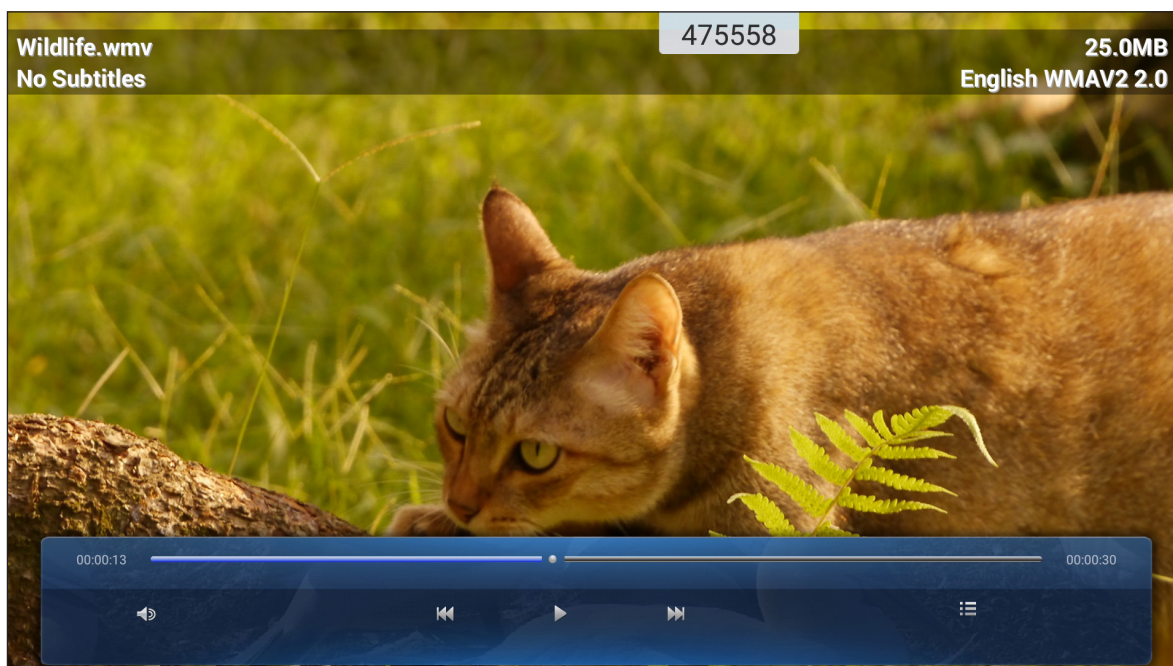 475558
Wildlife.wmv
25.0MB
No Subtitles
English WMAV2 2.0
00:00:13
00:00:30